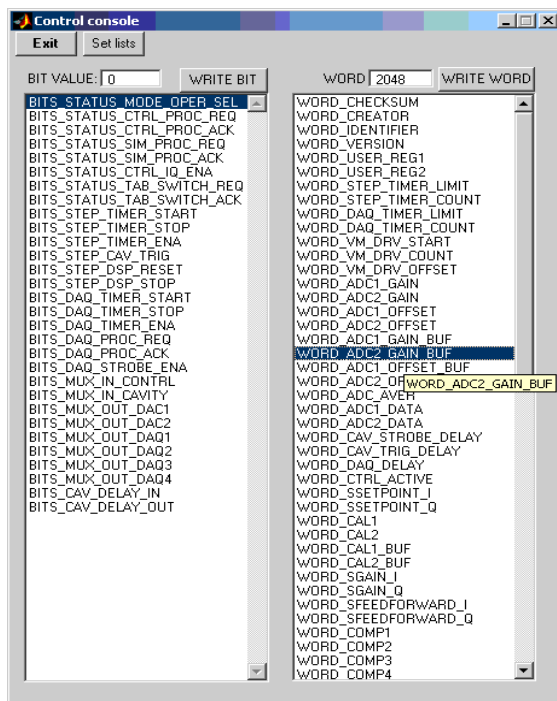 Control console
Exit Set lists
BIT VALUE: 0 WRITE BIT
WORD 2048 WRITE WORD
BITS_STATUS_MODE_OPER_SEL
BITS_STATUS_CTRL_PROC_REQ
BITS_STATUS_CTRL_PROC_ACK
BITS_STATUS_SIM_PROC_REQ
BITS_STATUS_SIM_PROC_ACK
BITS_STATUS_CTRL_IQ_ENA
BITS_STATUS_TAB_SWITCH_REQ
BITS_STATUS_TAB_SWITCH_ACK
BITS_STEP_TIMER_START
BITS_STEP_TIMER_STOP
BITS_STEP_TIMER_ENA
BITS_STEP_CAV_TRIG
BITS_STEP_DSP_RESET
BITS_STEP_DSP_STOP
BITS_DAQ_TIMER_START
BITS_DAQ_TIMER_STOP
BITS_DAQ_TIMER_ENA
BITS_DAQ_PROC_REQ
BITS_DAQ_PROC_ACK
BITS_DAQ_STROBE_ENA
BITS_MUX_IN_CONTRL
BITS_MUX_IN_CAVITY
BITS_MUX_OUT_DAC1
BITS_MUX_OUT_DAC2
BITS_MUX_OUT_DAQ1
BITS_MUX_OUT_DAQ2
BITS_MUX_OUT_DAQ3
BITS_MUX_OUT_DAQ4
BITS_CAV_DELAY_IN
BITS_CAV_DELAY_OUT
WORD_CHECKSUM
WORD_CREATOR
WORD_IDENTIFIER
WORD_VERSION
WORD_USER_REG1
WORD_USER_REG2
WORD_STEP_TIMER_LIMIT
WORD_STEP_TIMER_COUNT
WORD_DAQ_TIMER_LIMIT
WORD_DAQ_TIMER_COUNT
WORD_VM_DRV_START
WORD_VM_DRV_COUNT
WORD_VM_DRV_OFFSET
WORD_ADC1_GAIN
WORD_ADC2_GAIN
WORD_ADC1_OFFSET
WORD_ADC2_OFFSET
WORD_ADC1_GAIN_BUF
WORD_ADC2_GAIN_BUF
WORD_ADC1_OFFSET_BUF
WORD_ADC2_OF
WORD_ADC2_GAIN_BUF
WORD_ADC_AVER
WORD_ADC1_DATA
WORD_ADC2_DATA
WORD_CAV_STROBE_DELAY
WORD_CAV_TRIG_DELAY
WORD_DAQ_DELAY
WORD_CTRL_ACTIVE
WORD_SSETPOINT_I
WORD_SSETPOINT_Q
WORD_CAL1
WORD_CAL2
WORD_CAL1_BUF
WORD_CAL2_BUF
WORD_SGAIN_I
WORD_SGAIN_Q
WORD_SFEEDFORWARD_I
WORD_SFEEDFORWARD_Q
WORD_COMP1
WORD_COMP2
WORD_COMP3
WORD_COMP4